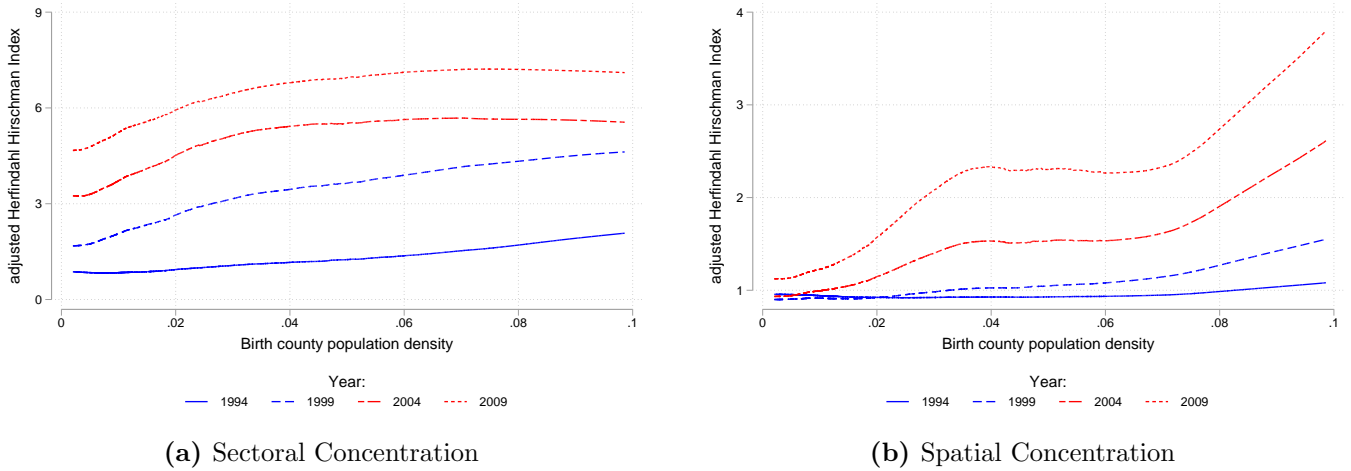 adjusted Herfindahl Hirschman Index
9
6
3
0
0 .02 .04 .06 .08 .1
Birth county population density
Year:
1994 1999 2004 2009
(a) Sectoral Concentration
adjusted Herfindahl Hirschman Index
4
3
2
1
0 .02 .04 .06 .08 .1
Birth county population density
Year:
1994 1999 2004 2009
(b) Spatial Concentration